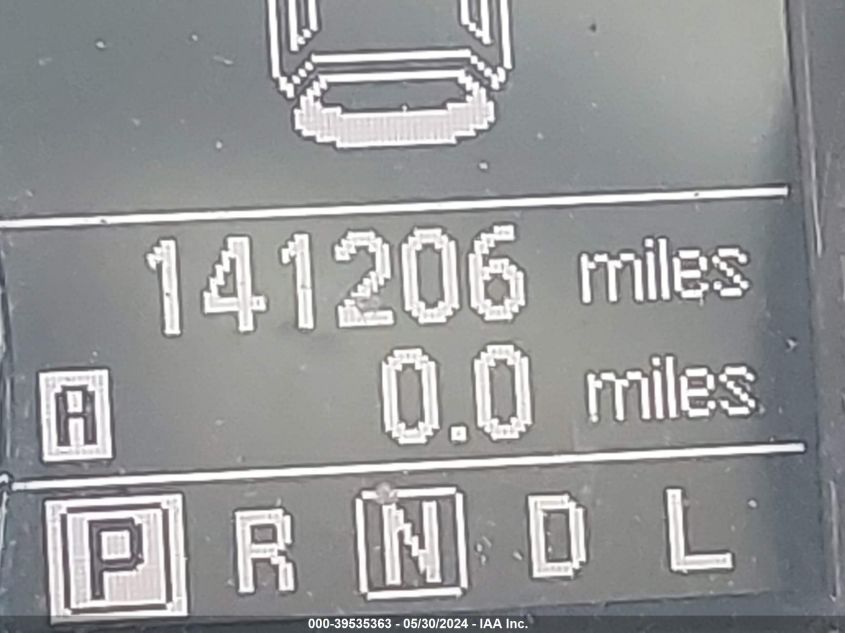 141206 miles
A 0.0 miles
P R N D L
000-39535363 - 05/30/2024 - IAA Inc.